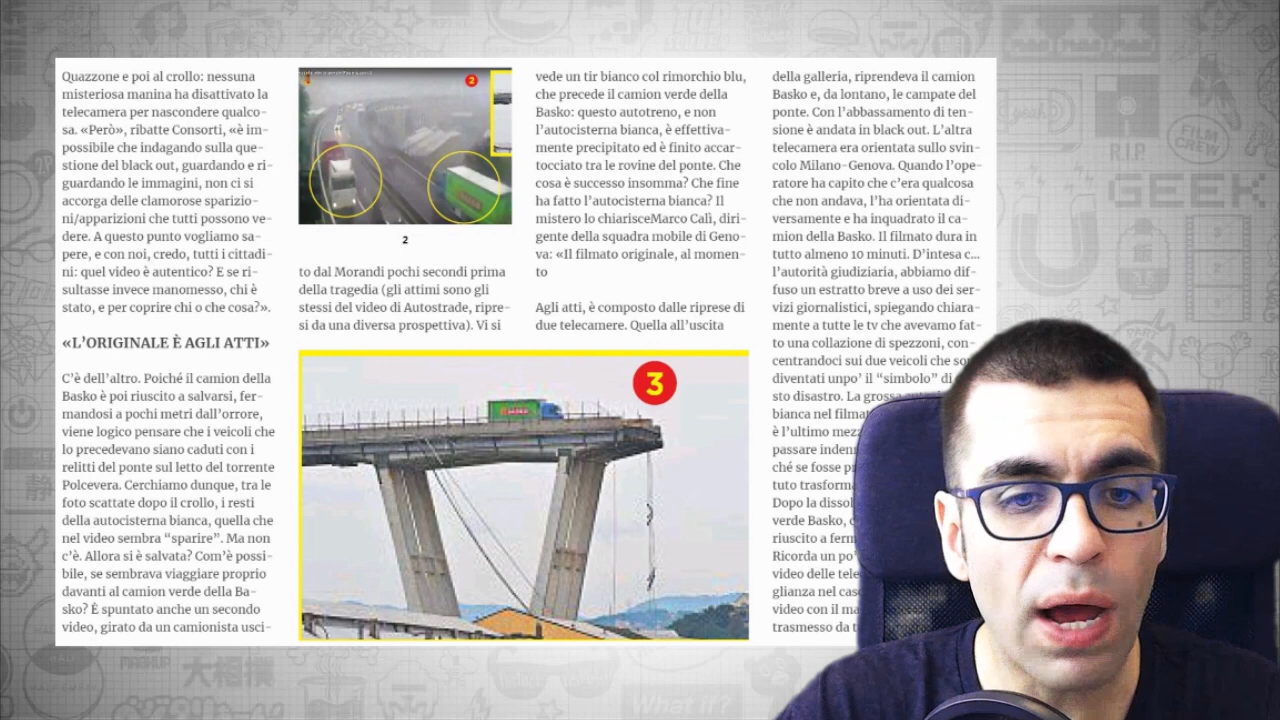 Quazzone e poi al crollo: nessuna
misteriosa manina ha disattivato la
telecamera per nascondere qualco-
sa. «Però», ribatte Consorti, «è im-
possibile che indagando sulla que-
stione del black out, guardando e ri-
guardando le immagini, non ci si
accorga delle clamorose sparizio-
ni/apparizioni che tutti possono ve-
dere. A questo punto vogliamo sa-
pere, e con noi, credo, tutti i cittadi-
ni: quel video è autentico? E se ri-
sultasse invece manomesso, chi è
stato, e per coprire chi o che cosa?».
«L'ORIGINALE È AGLI ATTI»
C'è dell'altro. Poiché il camion della
Basko è poi riuscito a salvarsi, fer-
mandosi a pochi metri dall'orrore,
viene logico pensare che i veicoli che
lo precedevano siano caduti con i
relitti del ponte sul letto del torrente
Polcevera. Cerchiamo dunque, tra le
foto scattate dopo il crollo, i resti
della autocisterna bianca, quella che
nel video sembra “sparire”. Ma non
c'è. Allora si è salvata? Com'è possi-
bile, se sembrava viaggiare proprio
davanti al camion verde della Ba-
sko? È spuntato anche un secondo
video, girato da un camionista usci-
2
2
to dal Morandi pochi secondi prima
della tragedia (gli attimi sono gli
stessi del video di Autostrade, ripre-
si da una diversa prospettiva). Vi si
vede un tir bianco col rimorchio blu,
che precede il camion verde della
Basko: questo autotreno, e non
l'autocisterna bianca, è effettiva-
mente precipitato ed è finito accar-
tocciato tra le rovine del ponte. Che
cosa è successo insomma? Che fine
ha fatto l'autocisterna bianca? Il
mistero lo chiarisceMarco Calì, diri-
gente della squadra mobile di Geno-
va: «Il filmato originale, al momen-
to
Agli atti, è composto dalle riprese di
due telecamere. Quella all'uscita
3
BASKO
della galleria, riprendeva il camion
Basko e, da lontano, le campate del
ponte. Con l'abbassamento di ten-
sione è andata in black out. L'altra
telecamera era orientata sullo svin-
colo Milano-Genova. Quando l'ope-
ratore ha capito che c'era qualcosa
che non andava, l'ha orientata di-
versamente e ha inquadrato il ca-
mion della Basko. Il filmato dura in
tutto almeno 10 minuti. D'intesa c...
l'autorità giudiziaria, abbiamo dif-
fuso un estratto breve a uso dei ser-
vizi giornalistici, spiegando chiara-
mente a tutte le tv che avevamo fat-
to una collazione di spezzoni, con-
centrandoci sui due veicoli che
diventati unpo' il “simbolo” di
sto disastro. La grossa
bianca nel
è l'ultimo
passare
ché se fosse
tuto
Dopo la
verde Basko,
riuscito a
Ricorda un po'
video delle
glianza nel
video con il
trasmesso da
FILM
R.I.P.
GEEK
What if?